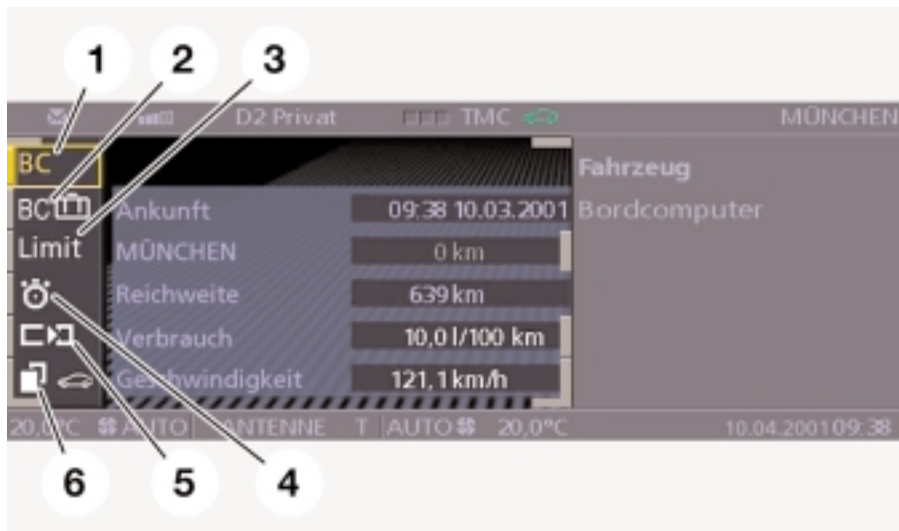 1 2 3
D2 Privat TMC MÜNCHEN
BC Fahrzeug
BC Ankunft 09:38 10.03.2001 Bordcomputer
Limit MÜNCHEN 0 km
Reichweite 639 km
Verbrauch 10,0 l/100 km
Geschwindigkeit 121,1 km/h
20,0°C AUTO ANTENNE T AUTO 20,0°C 10.04.2001 09:38
6 5 4